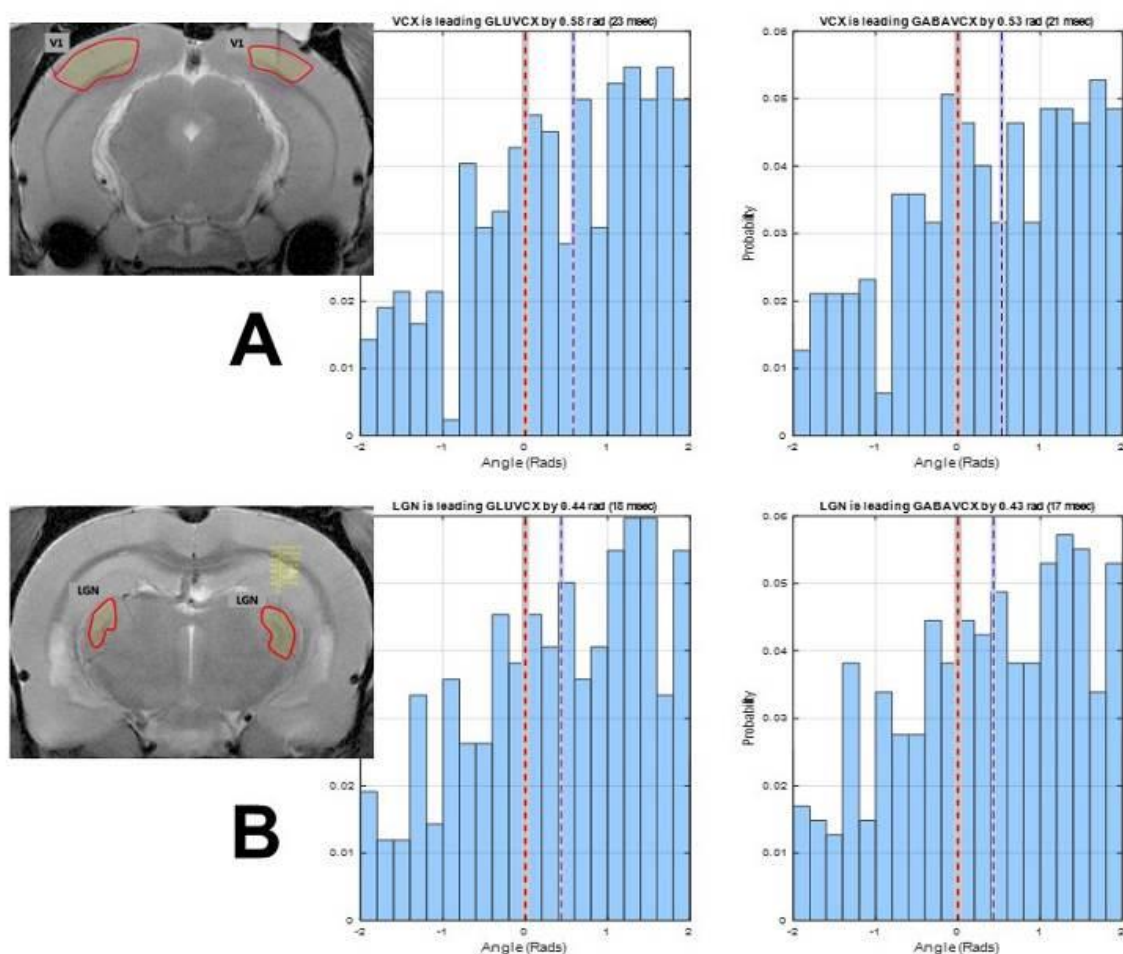 V1
V1
A
VCX is leading GLUVCX by 0.58 rad (23 msec)
0.02
0.01
0
-2
-1
0
1
2
Angle (Rads)
VCX is leading GABAVCX by 0.53 rad (21 msec)
0.06
0.05
0.04
0.03
0.02
0.01
0
Probability
-2
-1
0
1
2
Angle (Rads)
LGN
LGN
B
LGN is leading GLUVCX by 0.44 rad (18 msec)
0.02
0.01
0
-2
-1
0
1
2
Angle (Rads)
LGN is leading GABAVCX by 0.43 rad (17 msec)
0.06
0.05
0.04
0.03
0.02
0.01
0
Probability
-2
-1
0
1
2
Angle (Rads)